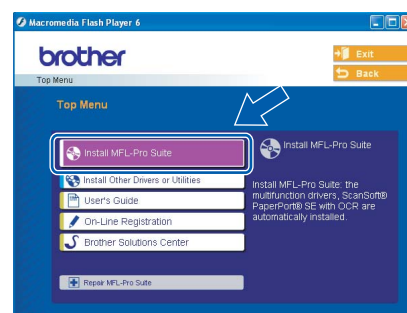 Macromedia Flash Player 6
brother
Exit
Back
Top Menu
Top Menu
Install MFL-Pro Suite
Install MFL-Pro Suite
Install Other Drivers or Utilities
User's Guide
On-Line Registration
Brother Solutions Center
Install MFL-Pro Suite: the
multifunction drivers, ScanSoft®
PaperPort® SE with OCR are
automatically installed.
Repair MFL-Pro Suite